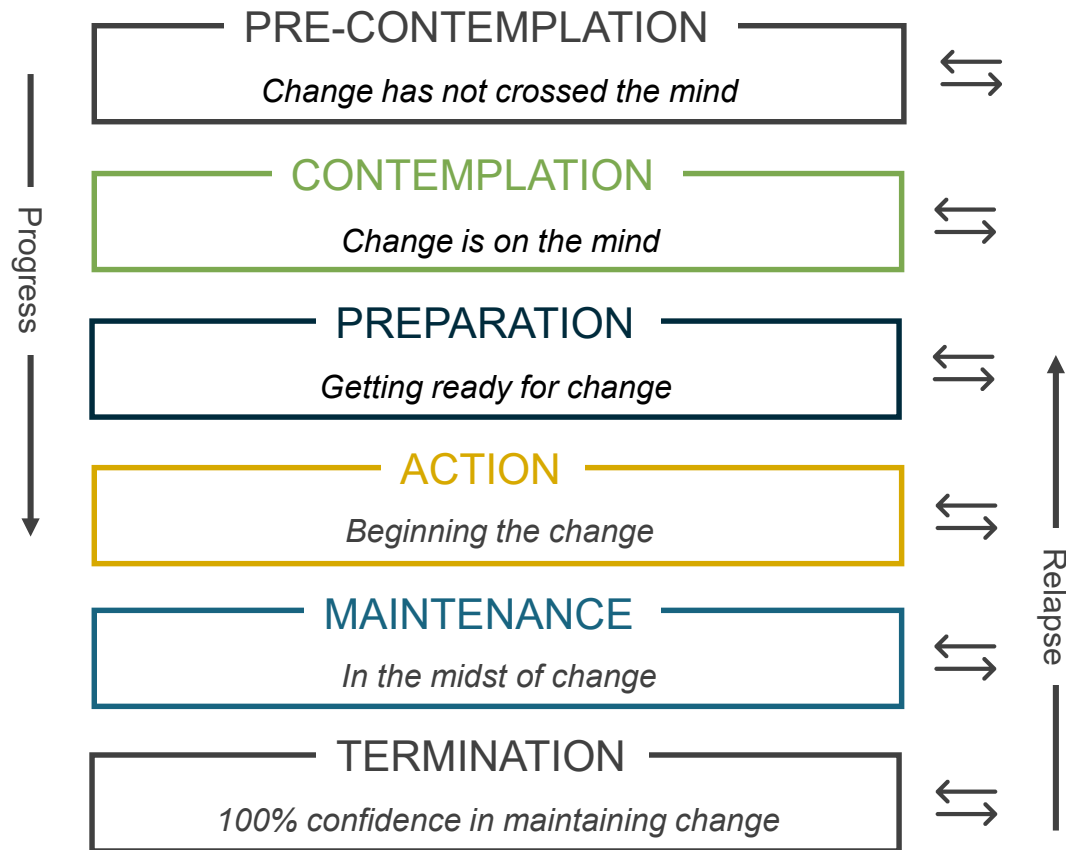 PRE-CONTEMPLATION
Change has not crossed the mind
CONTEMPLATION
Change is on the mind
Progress
PREPARATION
Getting ready for change
ACTION
Beginning the change
Relapse
MAINTENANCE
In the midst of change
TERMINATION
100% confidence in maintaining change